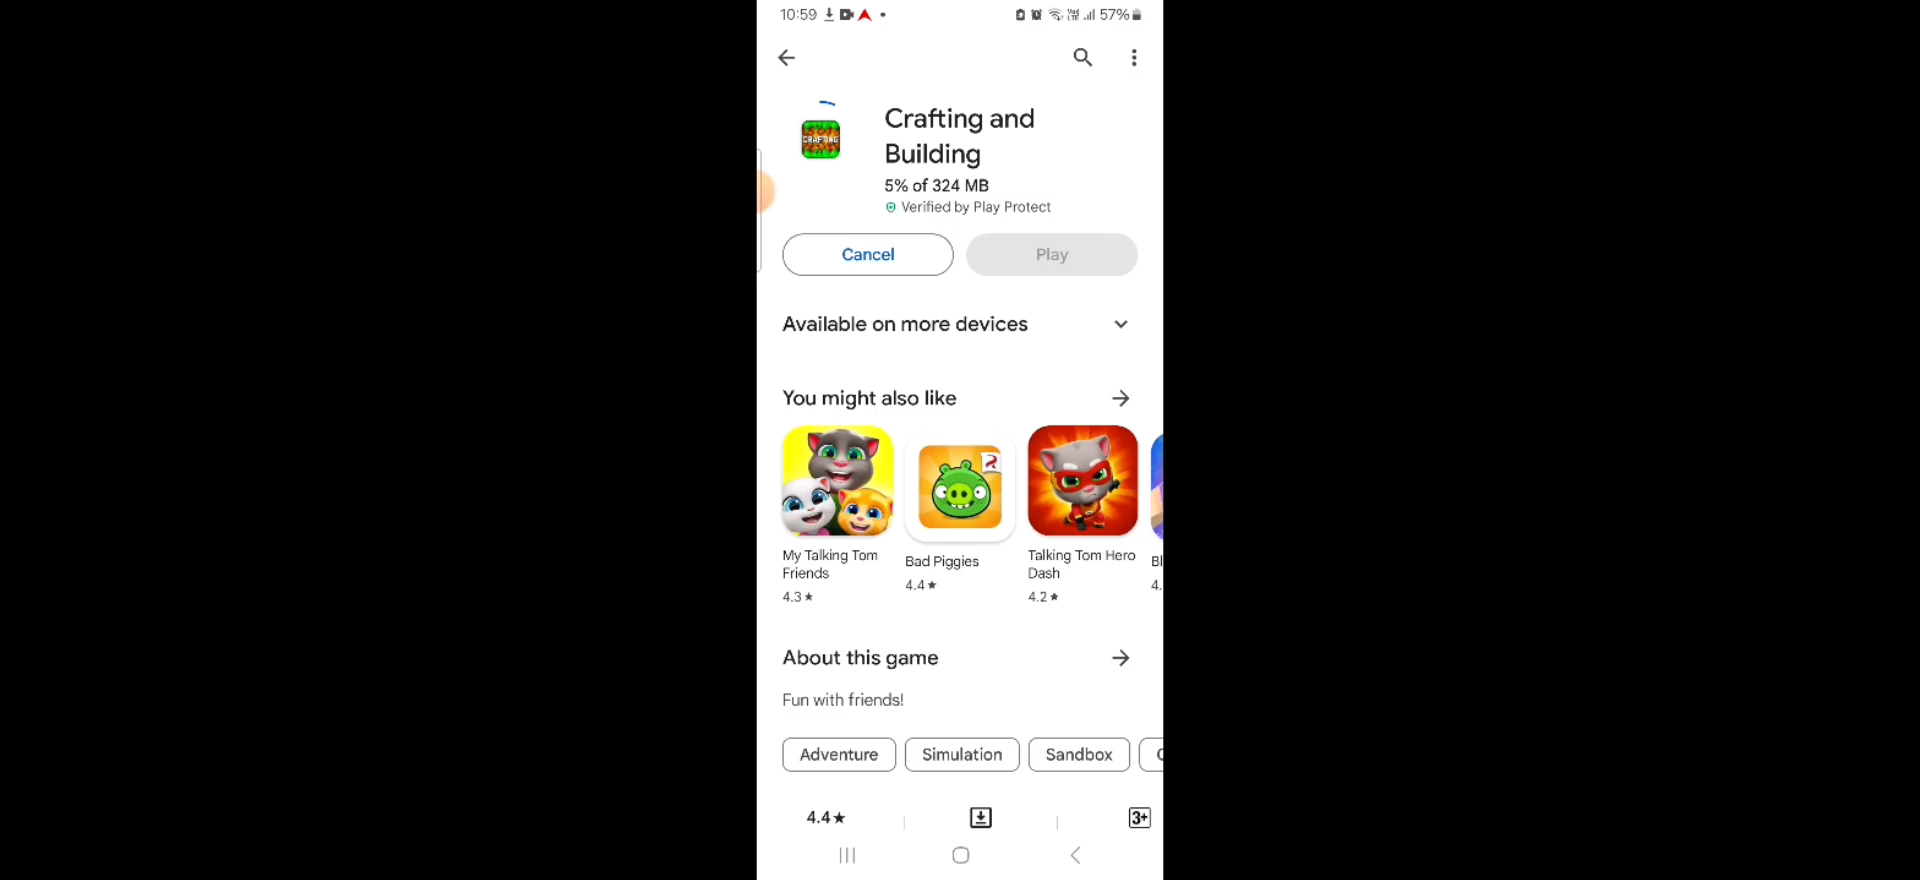 10:59
57%
Crafting and
Building
5% of 324 MB
Verified by Play Protect
Cancel
Play
Available on more devices
You might also like
My Talking Tom
Friends
4.3★
Bad Piggies
4.4★
Talking Tom Hero
Dash
4.2★
About this game
Fun with friends!
Adventure
Simulation
Sandbox
4.4★
3+